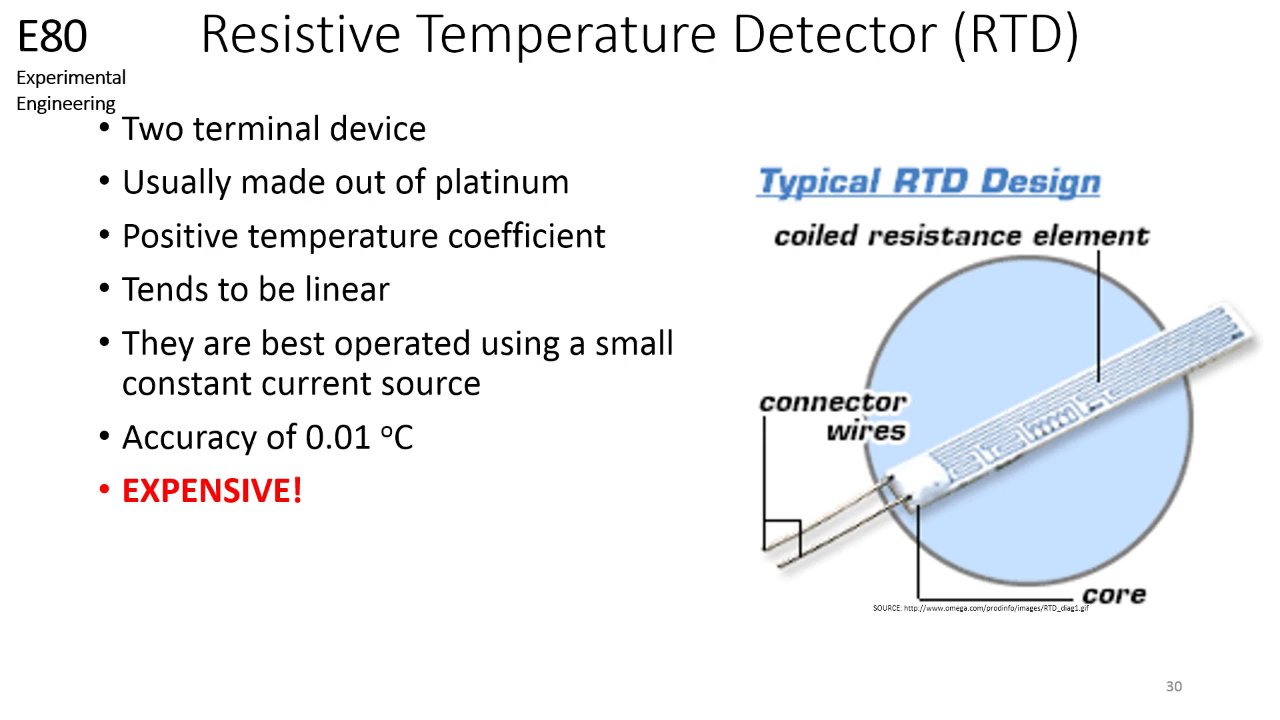 E80
Experimental
Engineering
Resistive Temperature Detector (RTD)
• Two terminal device
• Usually made out of platinum
• Positive temperature coefficient
• Tends to be linear
• They are best operated using a small
constant current source
• Accuracy of 0.01 ºC
• EXPENSIVE!
Typical RTD Design
coiled resistance element
connector
wires
core
SOURCE: http://www.omega.com/prodinfo/images/RTD_diag1.gif
30